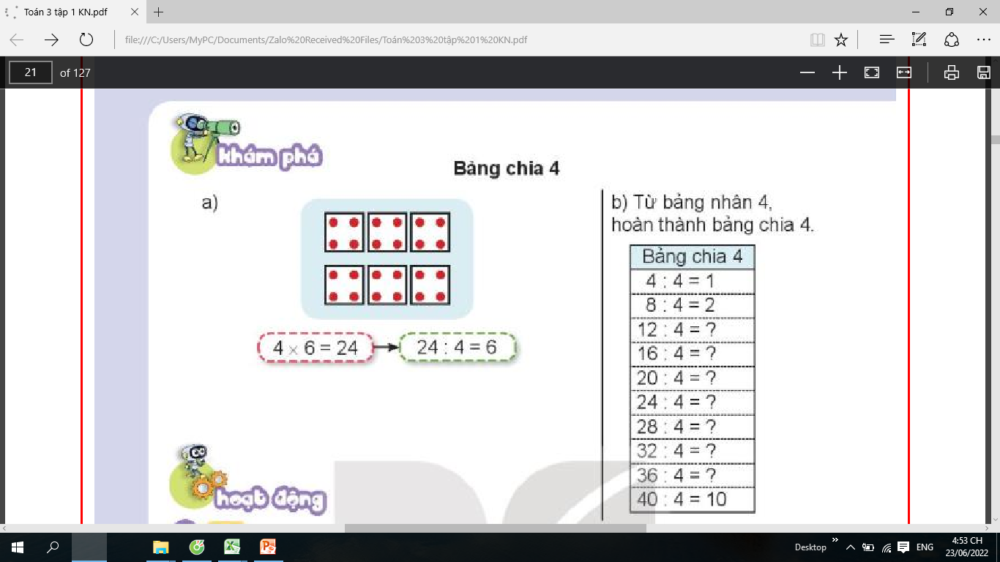 Toán 3 tập 1 KN.pdf
file:///C:/Users/MyPC/Documents/Zalo%20Received%20Files/Toán%203%20tập%201%20KN.pdf
21 of 127
khám phá
Bảng chia 4
a)
4 × 6 = 24
24 : 4 = 6
b) Từ bảng nhân 4,
hoàn thành bảng chia 4.
Bảng chia 4
4 : 4 = 1
8 : 4 = 2
12 : 4 = ?
16 : 4 = ?
20 : 4 = ?
24 : 4 = ?
28 : 4 = ?
32 : 4 = ?
36 : 4 = ?
40 : 4 = 10
hoạt động
Desktop
ENG
4:53 CH
23/06/2022